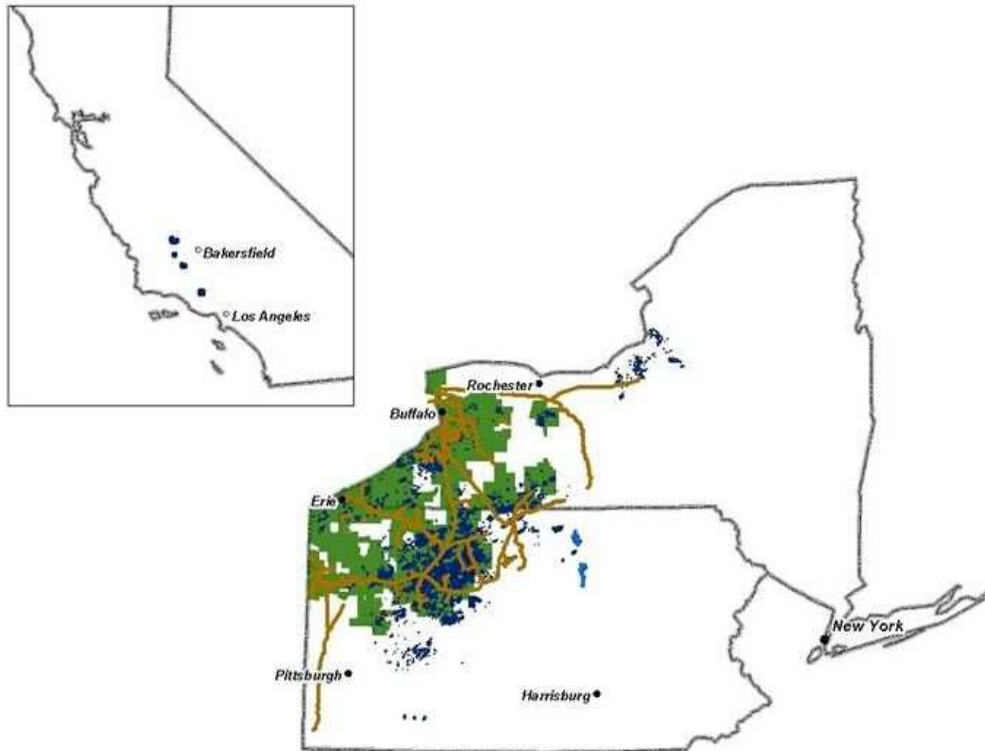 Bakersfield
Los Angeles
Rochester
Buffalo
Erie
New York
Pittsburgh
Harrisburg